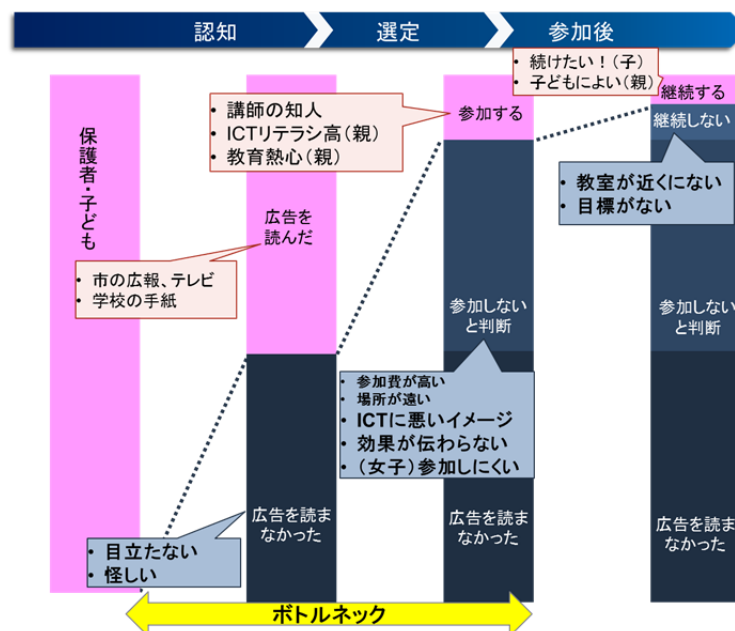 認知
選定
参加後
保護者・子ども
• 市の広報、テレビ
• 学校の手紙
広告を
読んだ
• 目立たない
• 怪しい
広告を読ま
なかった
• 講師の知人
• ICTリテラシ高(親)
• 教育熱心(親)
参加する
参加しない
と判断
• 参加費が高い
• 場所が遠い
• ICTに悪いイメージ
• 効果が伝わらない
• (女子)参加しにくい
広告を読ま
なかった
• 続けたい!(子)
• 子どもによい(親)
継続する
継続しない
• 教室が近くにない
• 目標がない
参加しない
と判断
広告を読ま
なかった
ボトルネック